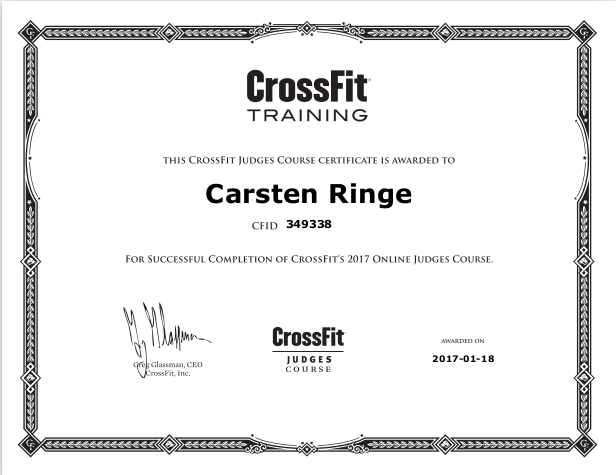 CrossFit
TRAINING
THIS CROSSFIT JUDGES COURSE CERTIFICATE IS AWARDED TO
Carsten Ringe
CFID 349338
FOR SUCCESSFUL COMPLETION OF CROSSFIT'S 2017 ONLINE JUDGES COURSE.
Greg Glassman, CEO
CrossFit, Inc.
CrossFit
JUDGES
COURSE
AWARDED ON
2017-01-18